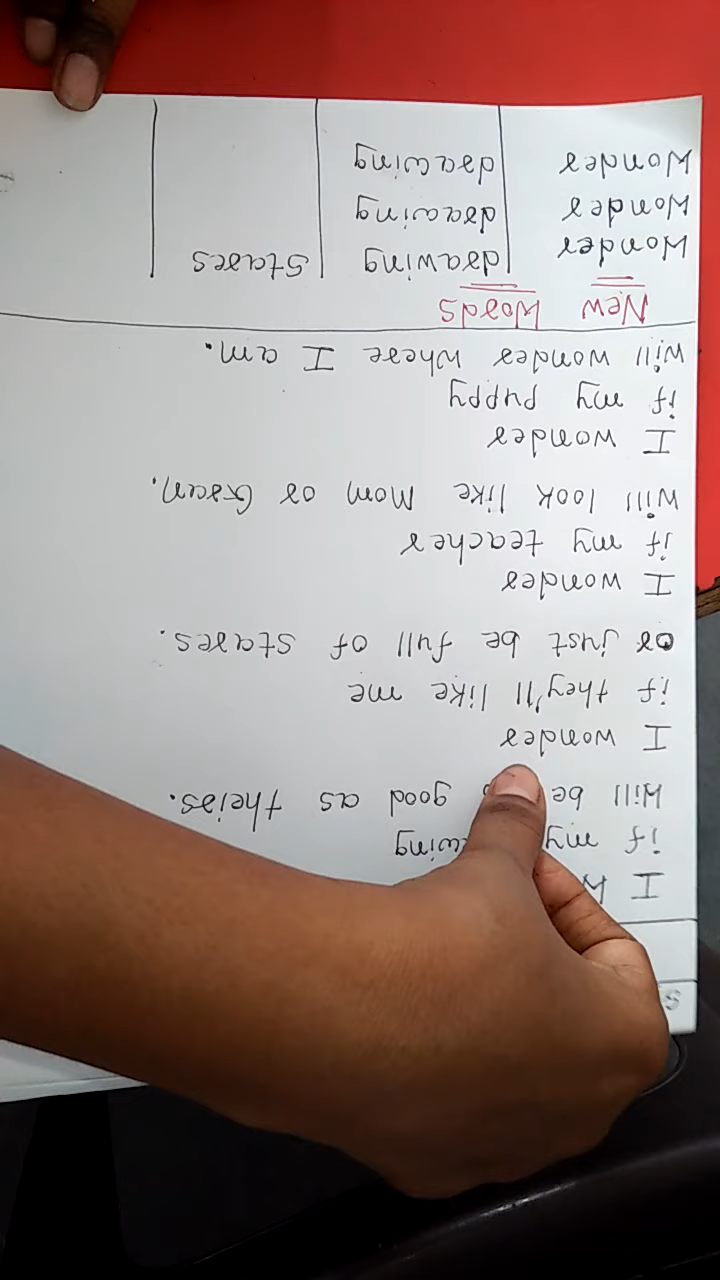 I
if my
Will be good as theirs.
I wonder
if they'll like me
or just be full of stares.
I wonder
if my teacher
will look like Mom or
I wonder
if my puppy
will wonder where I am.
New Words
Wonder drawing Stares
Wonder drawing
Wonder drawing